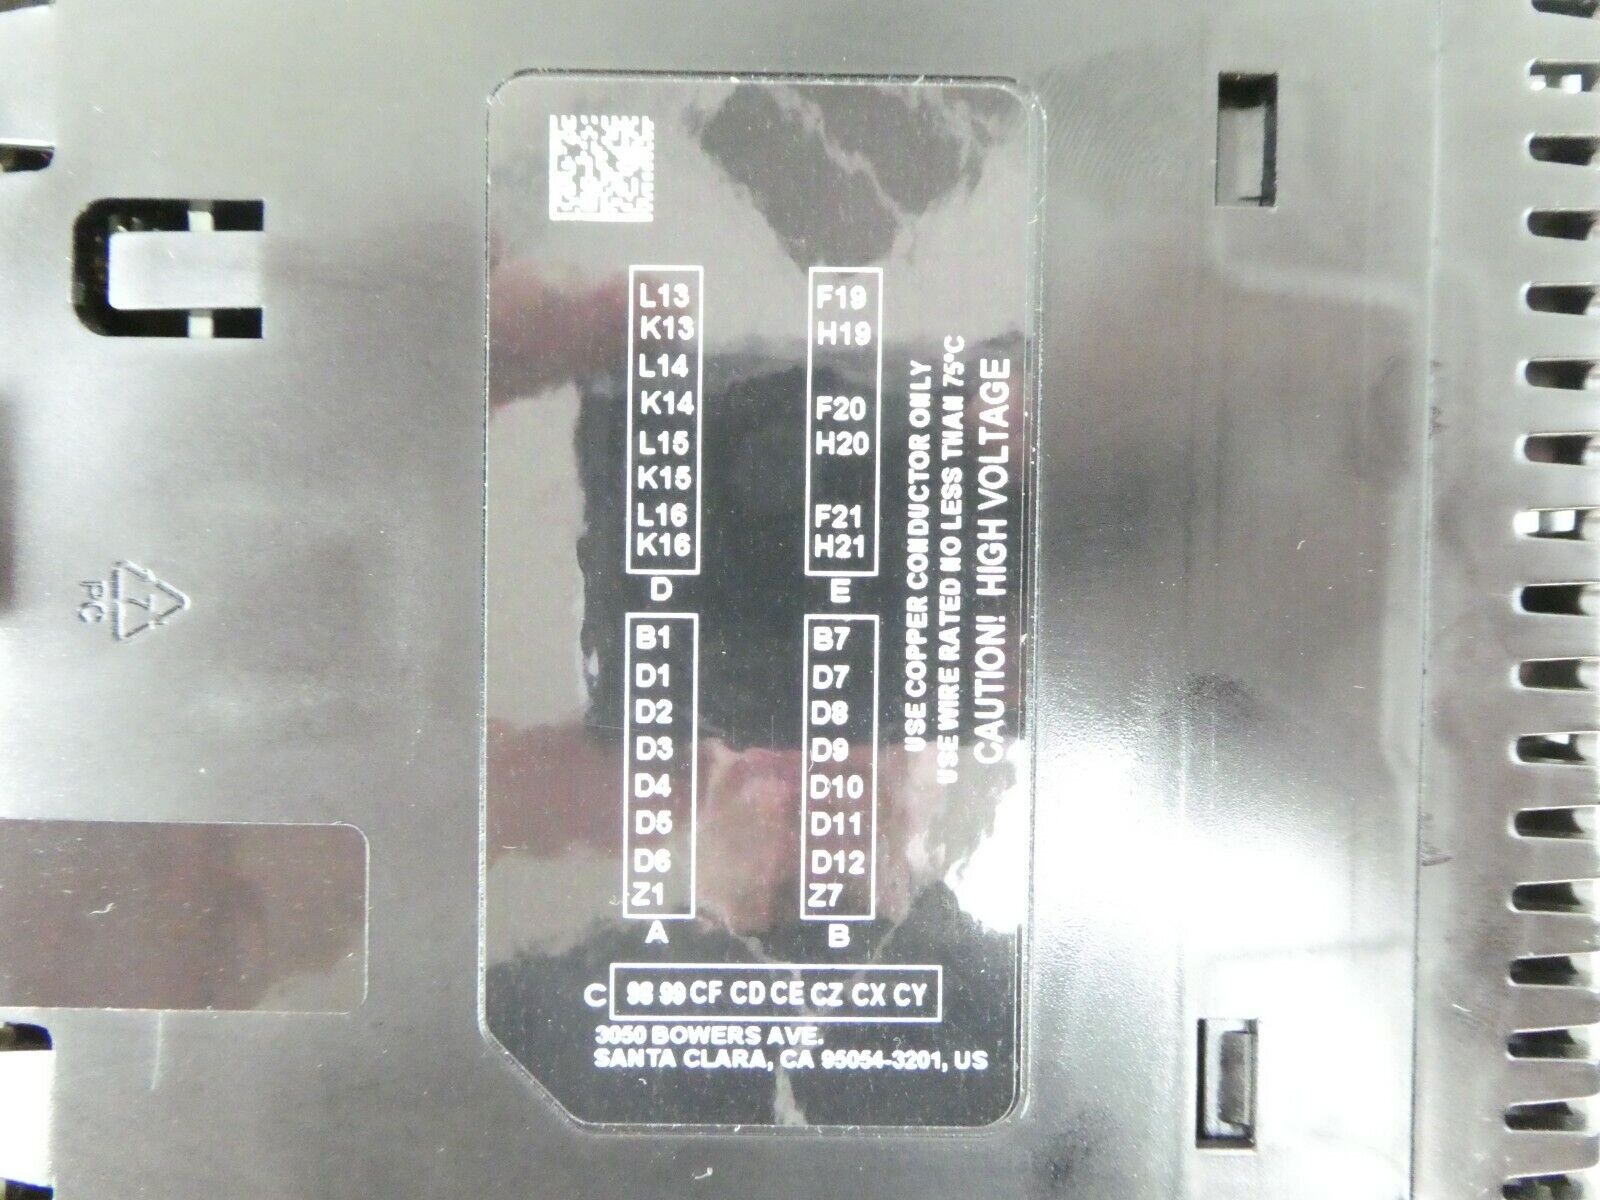 L13
K13
L14
K14
L15
K15
L16
K16
D
F19
H19
F20
H20
F21
H21
E
B1
D1
D2
D3
D4
D5
D6
Z1
A
B7
D7
D8
D9
D10
D11
D12
Z7
B
C 98 99 CF CD CE CZ CX CY
3050 BOWERS AVE.
SANTA CLARA, CA 95054-3201, US
USE COPPER CONDUCTOR ONLY
USE WIRE RATED NO LESS THAN 75°C
CAUTION! HIGH VOLTAGE
7
PC